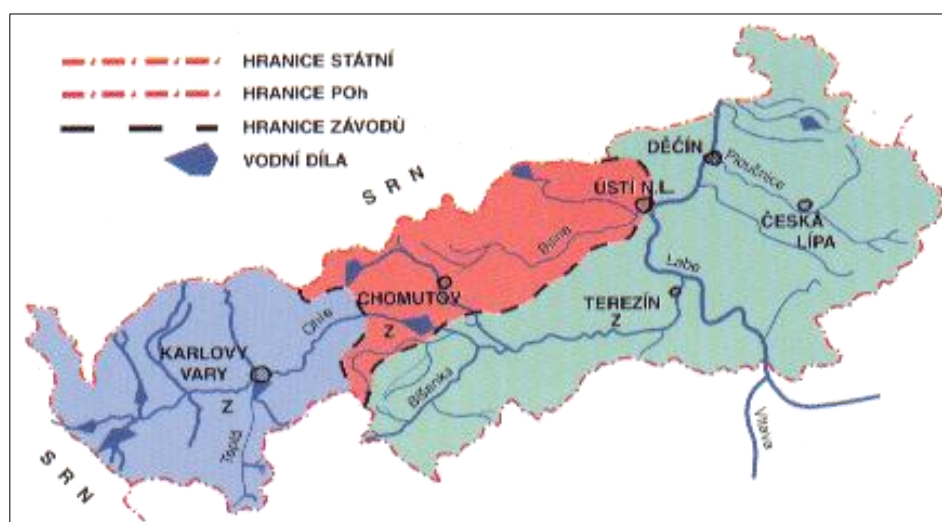 HRANICE STÁTNÍ
HRANICE POh
HRANICE ZÁVODŮ
VODNÍ DÍLA
S R N
DĚČÍN
Ploučnice
ÚSTÍ N.L.
ČESKÁ
LÍPA
Bílina
Labe
CHOMUTOV
TEREZÍN
Z
Ohře
Z
KARLOVY
VARY
Z
Blšanka
Teplá
Vltava
S R N